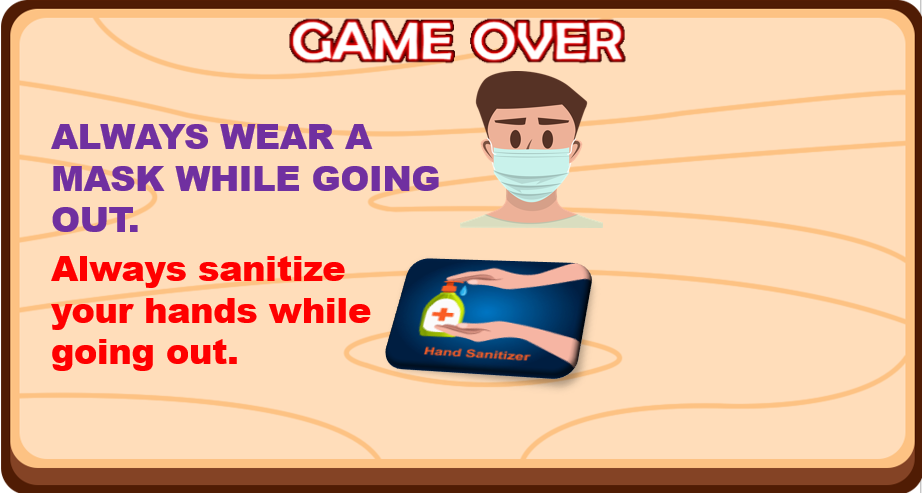 GAME OVER
ALWAYS WEAR A
MASK WHILE GOING
OUT.
Always sanitize
your hands while
going out.
Hand Sanitizer